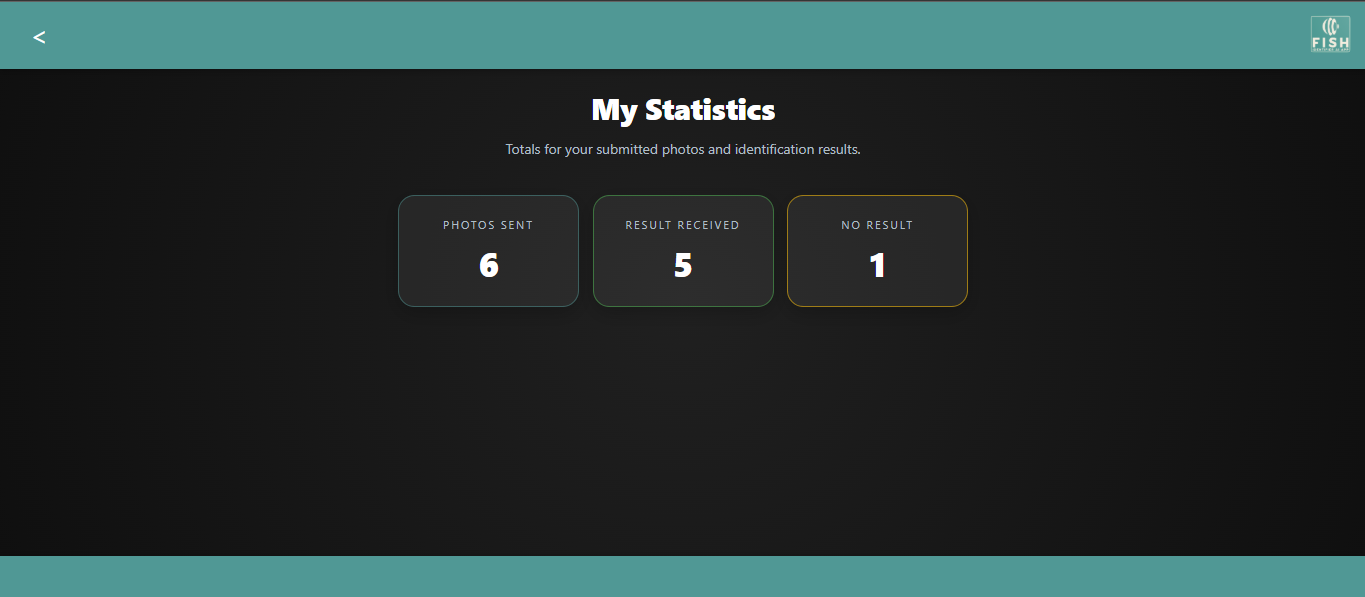 <
FISH
My Statistics
Totals for your submitted photos and identification results.
PHOTOS SENT
RESULT RECEIVED
NO RESULT
6
5
1